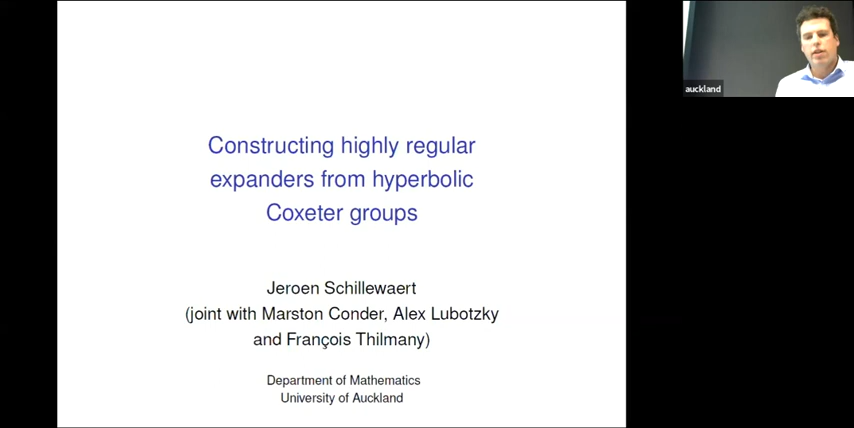 Constructing highly regular
expanders from hyperbolic
Coxeter groups
Jeroen Schillewaert
(joint with Marston Conder, Alex Lubotzky
and François Thilmany)
Department of Mathematics
University of Auckland
auckland